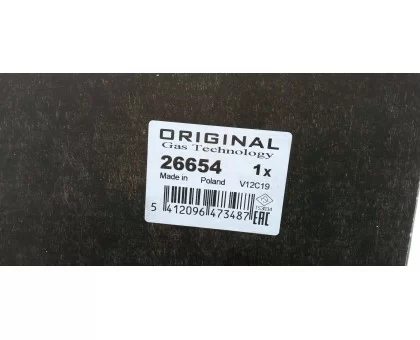 ORIGINAL
Gas Technology
26654 1x
Made in Poland V12C19
5 412096 473487
EAC